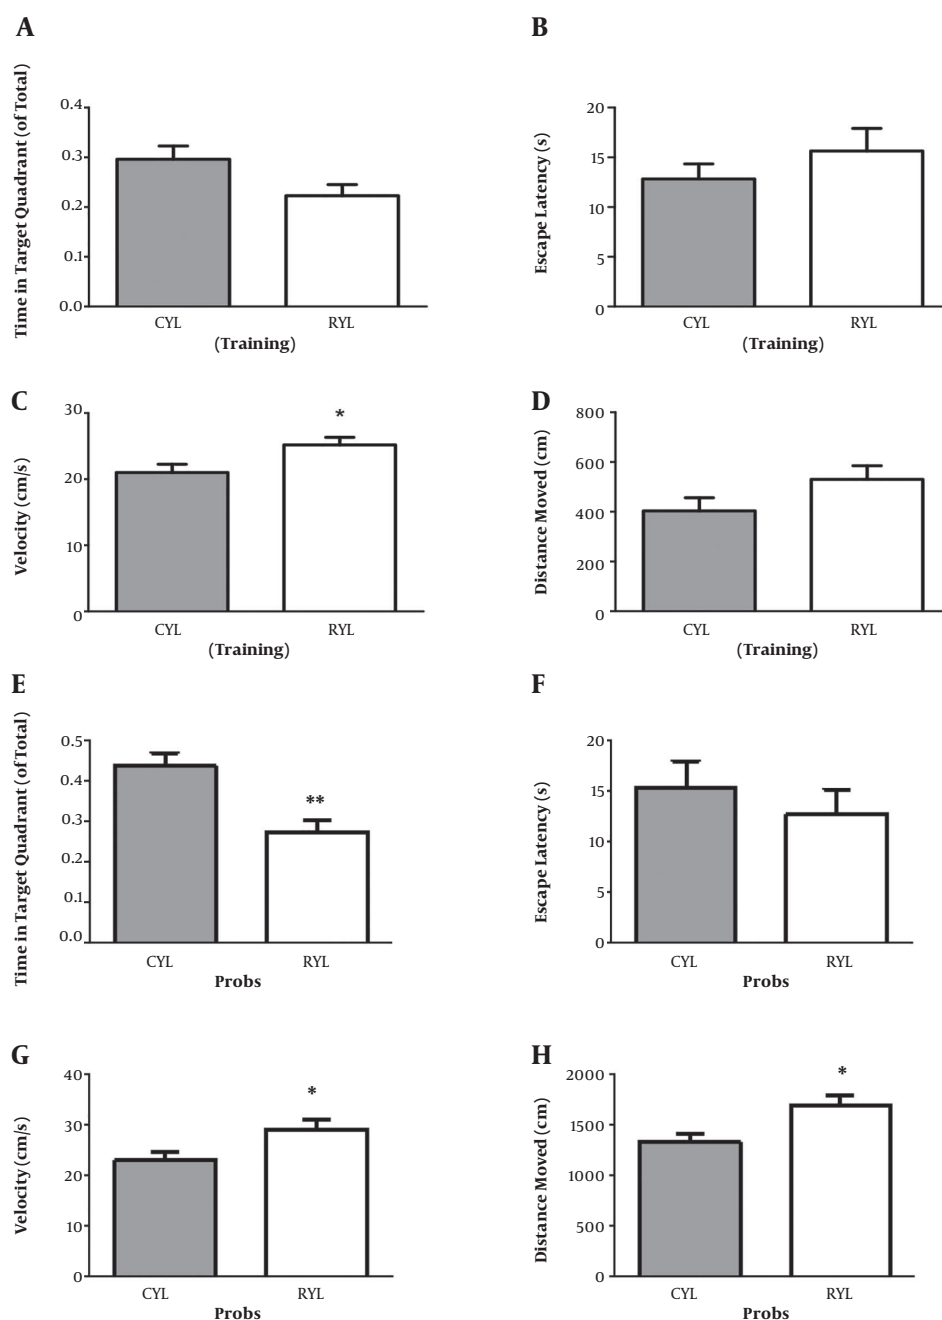 A
Time in Target Quadrant (of Total)
0.4
0.3
0.2
0.1
0.0
CYL RYL
(Training)
B
Escape Latency (s)
20
15
10
5
0
CYL RYL
(Training)
C
Velocity (cm/s)
30
20
10
0
*
CYL RYL
(Training)
D
Distance Moved (cm)
800
600
400
200
0
CYL RYL
(Training)
E
Time in Target Quadrant (of Total)
0.5
0.4
0.3
0.2
0.1
0.0
**
CYL RYL
Probs
F
Escape Latency (s)
20
15
10
5
0
CYL RYL
Probs
G
Velocity (cm/s)
40
30
20
10
0
*
CYL RYL
Probs
H
Distance Moved (cm)
2000
1500
1000
500
0
*
CYL RYL
Probs